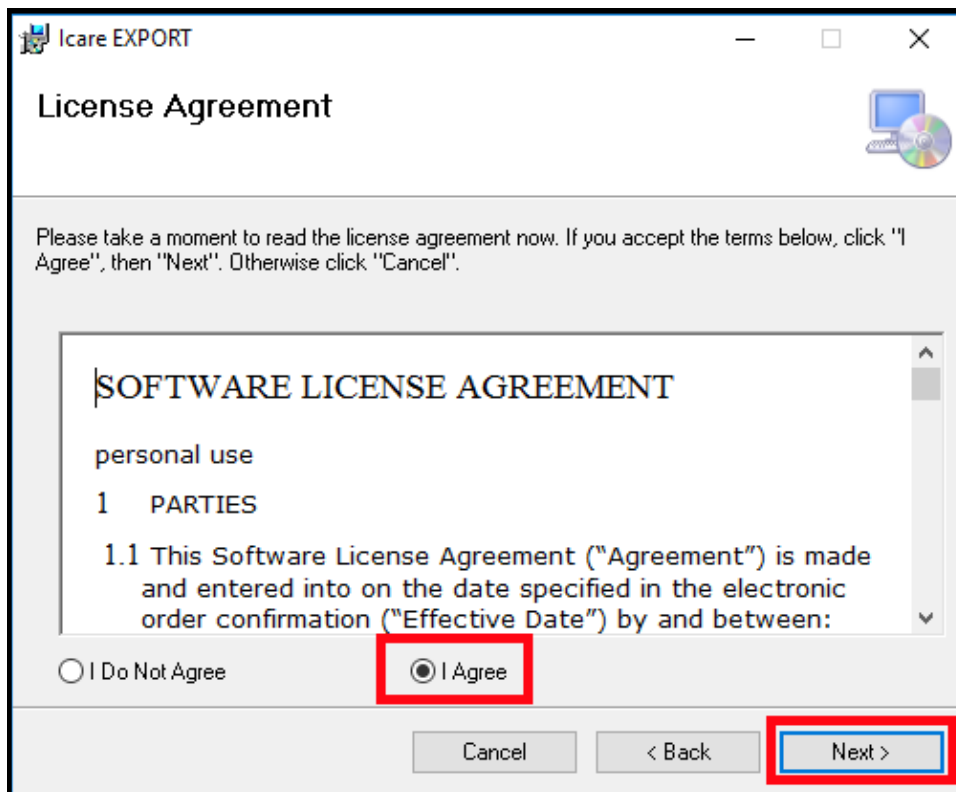 Icare EXPORT
License Agreement
Please take a moment to read the license agreement now. If you accept the terms below, click "I
Agree", then "Next". Otherwise click "Cancel".
SOFTWARE LICENSE AGREEMENT
personal use
1 PARTIES
1.1 This Software License Agreement (“Agreement”) is made
and entered into on the date specified in the electronic
order confirmation (“Effective Date”) by and between:
I Do Not Agree
I Agree
Cancel
< Back
Next >